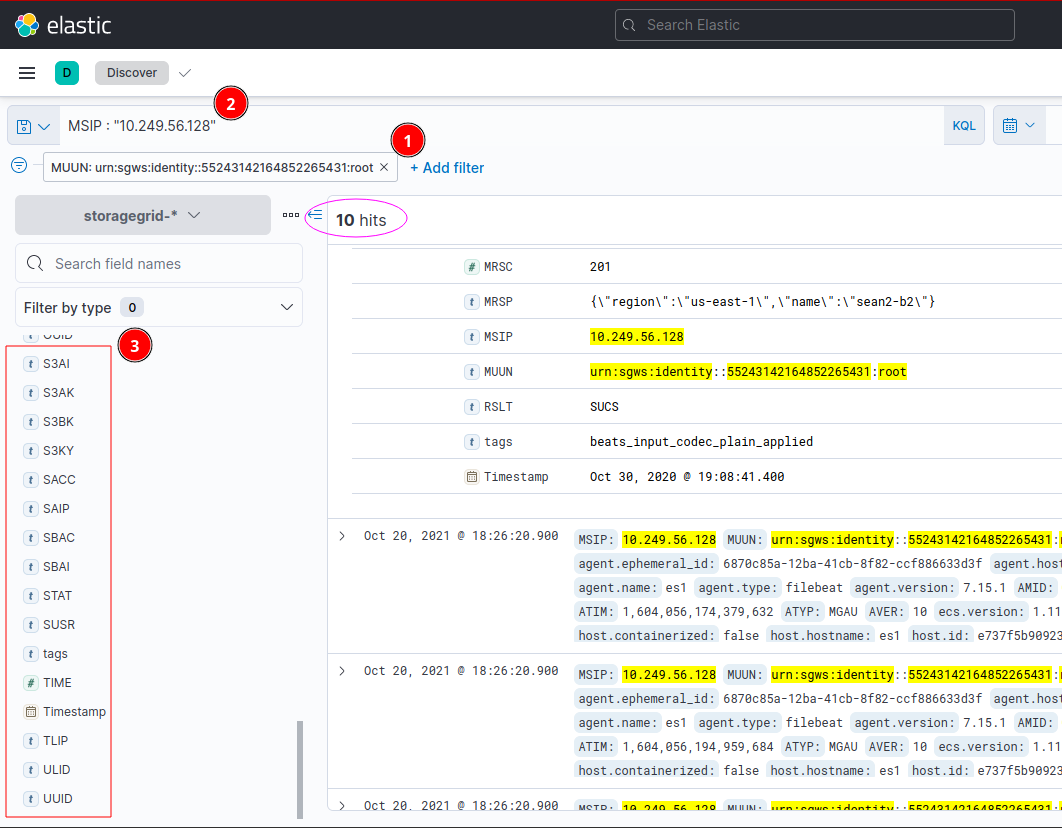 elastic
Search Elastic
D
Discover
2
MSIP : "10.249.56.128"
KQL
1
MUUN: urn:sgws:identity::55243142164852265431:root ×
+ Add filter
storagegrid-*
10 hits
Search field names
Filter by type 0
3
t S3AI
t S3AK
t S3BK
t S3KY
t SACC
t SAIP
t SBAC
t SBAI
t STAT
t SUSR
t tags
# TIME
Timestamp
t TLIP
t ULID
t UUID
# MRSC 201
t MRSP {\"region\":\"us-east-1\",\"name\":\"sean2-b2\"}
t MSIP 10.249.56.128
t MUUN urn:sgws:identity::55243142164852265431:root
t RSLT SUCS
t tags beats_input_codec_plain_applied
Timestamp Oct 30, 2020 @ 19:08:41.400
Oct 20, 2021 @ 18:26:20.900 MSIP: 10.249.56.128 MUUN: urn:sgws:identity::55243142164852265431:
agent.ephemeral_id: 6870c85a-12ba-41cb-8f82-ccf886633d3f agent.host
agent.name: es1 agent.type: filebeat agent.version: 7.15.1 AMID:
ATIM: 1,604,056,174,379,632 ATYP: MGAU AVER: 10 ecs.version: 1.11
host.containerized: false host.hostname: es1 host.id: e737f5b90923
Oct 20, 2021 @ 18:26:20.900 MSIP: 10.249.56.128 MUUN: urn:sgws:identity::55243142164852265431:
agent.ephemeral_id: 6870c85a-12ba-41cb-8f82-ccf886633d3f agent.host
agent.name: es1 agent.type: filebeat agent.version: 7.15.1 AMID:
ATIM: 1,604,056,194,959,684 ATYP: MGAU AVER: 10 ecs.version: 1.11
host.containerized: false host.hostname: es1 host.id: e737f5b90923
Oct 20, 2021 @ 18:26:20.900 MSIP: 10.249.56.128 MUUN: urn:sgws:identity::55243142164852265431: